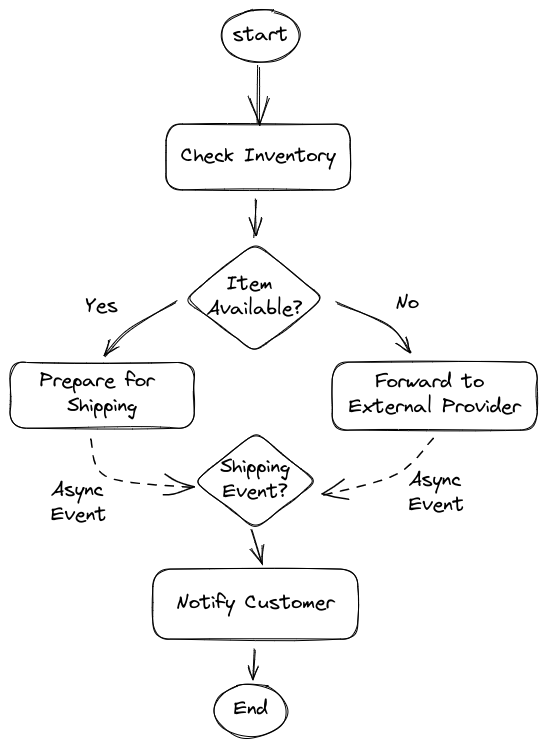 start
Check Inventory
Item
Available?
Yes
No
Prepare for
Shipping
Forward to
External Provider
Shipping
Event?
Async
Event
Async
Event
Notify Customer
End